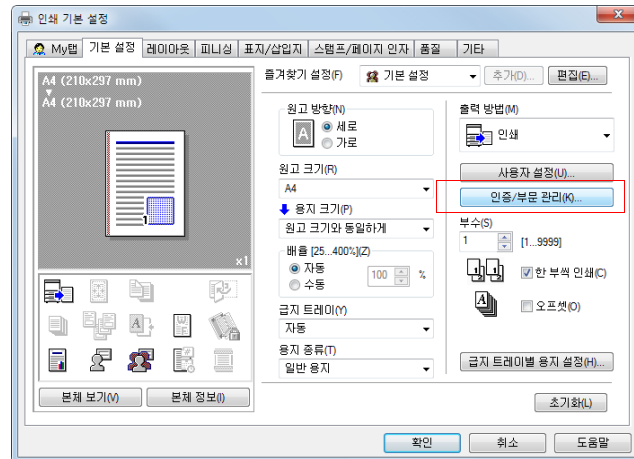 인쇄 기본 설정
My탭 기본 설정 레이아웃 피니싱 표지/삽입지 스탬프/페이지 인자 품질 기타
A4 (210x297 mm)
A4 (210x297 mm)
1
x1
본체 보기(V) 본체 정보(I)
즐겨찾기 설정(F) 기본 설정 추가(D)... 편집(E)...
원고 방향(N)
A 세로
가로
원고 크기(R)
A4
용지 크기(P)
원고 크기와 동일하게
배율 [25...400%](Z)
자동
수동
100 %
급지 트레이(Y)
자동
용지 종류(T)
일반 용지
출력 방법(M)
인쇄
사용자 설정(U)...
인증/부문 관리(K)...
부수(S)
1 [1...9999]
한 부씩 인쇄(C)
오프셋(O)
급지 트레이별 용지 설정(H)...
초기화(L)
확인 취소 도움말